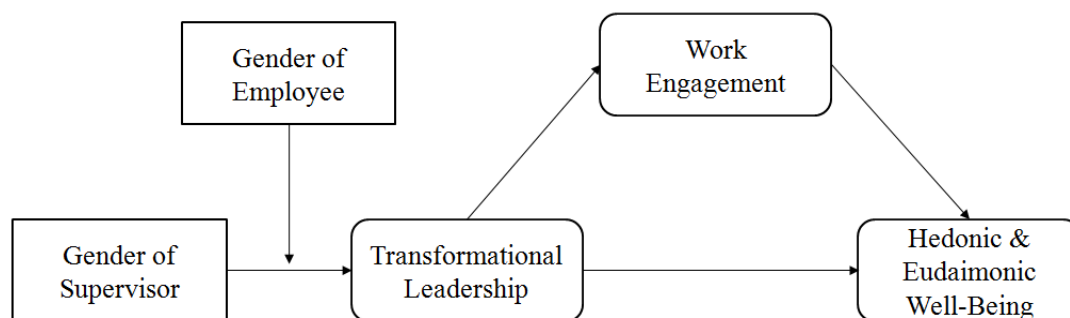 Gender of
Employee
Work
Engagement
Gender of
Supervisor
Transformational
Leadership
Hedonic &
Eudaimonic
Well-Being